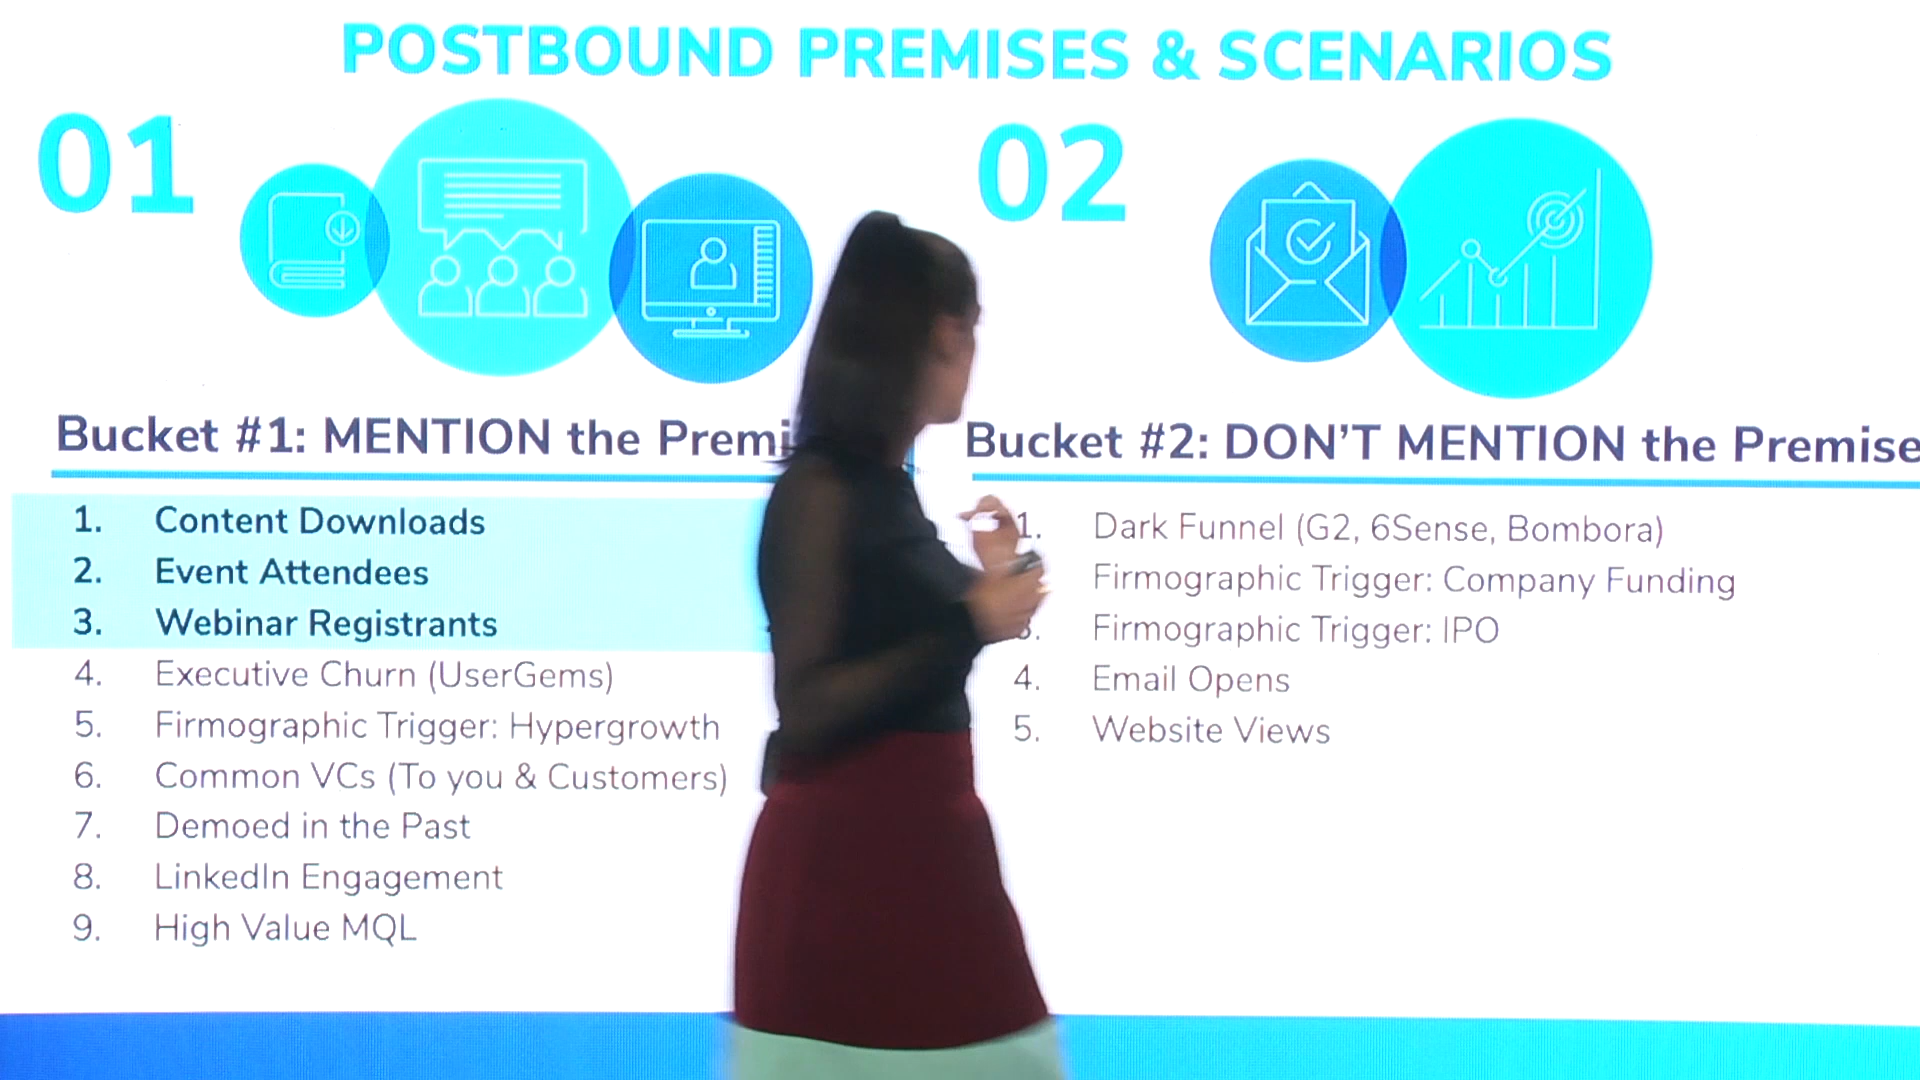 POSTBOUND PREMISES & SCENARIOS
01
Bucket #1: MENTION the Premi
1. Content Downloads
2. Event Attendees
3. Webinar Registrants
4. Executive Churn (UserGems)
5. Firmographic Trigger: Hypergrowth
6. Common VCs (To you & Customers)
7. Demoed in the Past
8. LinkedIn Engagement
9. High Value MQL
02
Bucket #2: DON'T MENTION the Premise
1. Dark Funnel (G2, 6Sense, Bombora)
Firmographic Trigger: Company Funding
3. Firmographic Trigger: IPO
4. Email Opens
5. Website Views